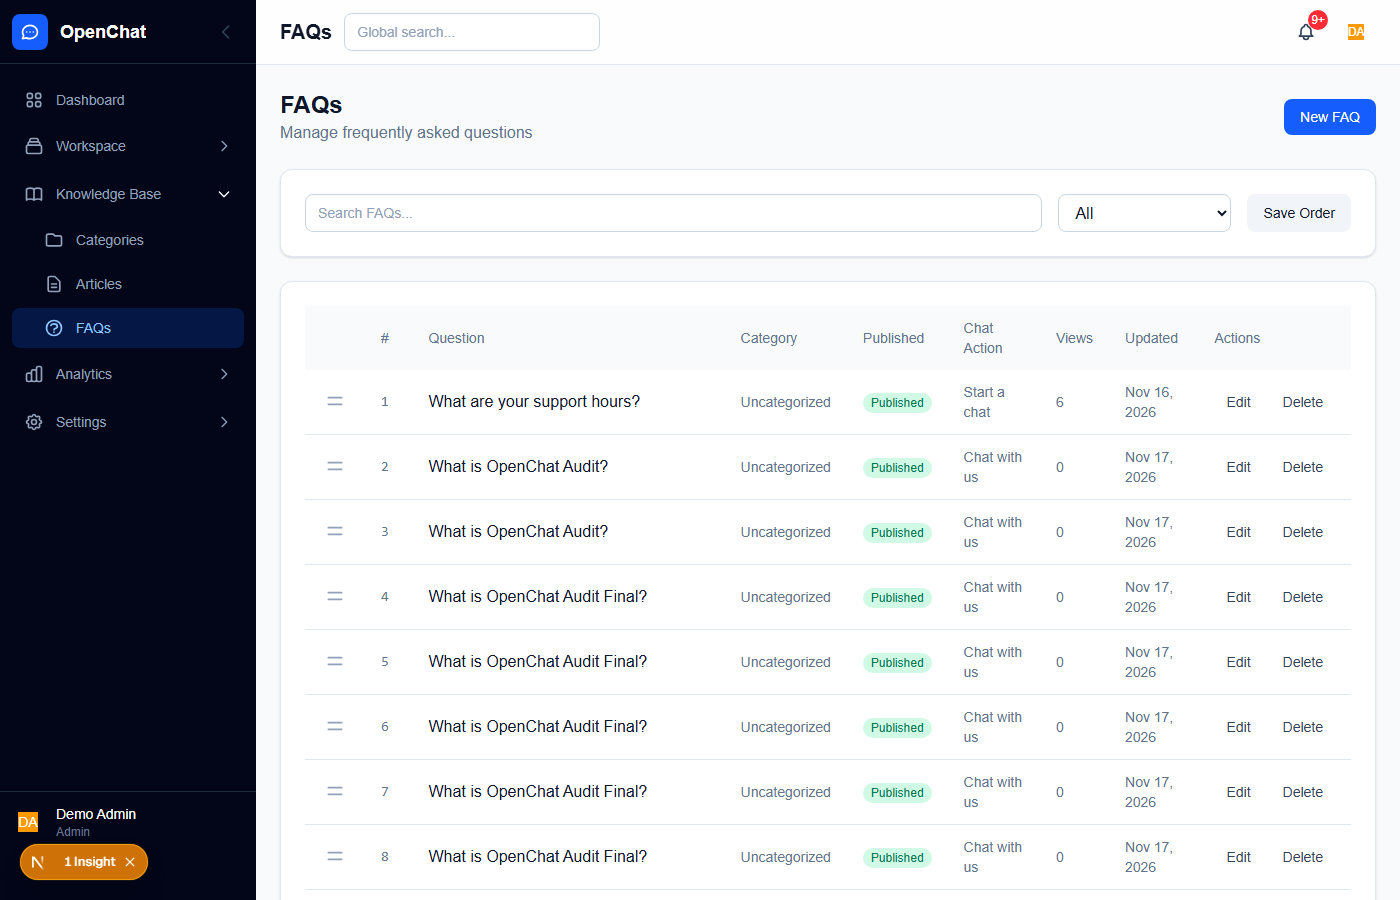 OpenChat
FAQs
Global search...
9+
DA
Dashboard
Workspace
Knowledge Base
Categories
Articles
FAQs
Analytics
Settings
DA
Demo Admin
Admin
1 Insight
FAQs
Manage frequently asked questions
New FAQ
Search FAQs...
All
Save Order
# Question Category Published Chat Action Views Updated Actions
1 What are your support hours? Uncategorized Published Start a chat 6 Nov 16, 2026 Edit Delete
2 What is OpenChat Audit? Uncategorized Published Chat with us 0 Nov 17, 2026 Edit Delete
3 What is OpenChat Audit? Uncategorized Published Chat with us 0 Nov 17, 2026 Edit Delete
4 What is OpenChat Audit Final? Uncategorized Published Chat with us 0 Nov 17, 2026 Edit Delete
5 What is OpenChat Audit Final? Uncategorized Published Chat with us 0 Nov 17, 2026 Edit Delete
6 What is OpenChat Audit Final? Uncategorized Published Chat with us 0 Nov 17, 2026 Edit Delete
7 What is OpenChat Audit Final? Uncategorized Published Chat with us 0 Nov 17, 2026 Edit Delete
8 What is OpenChat Audit Final? Uncategorized Published Chat with us 0 Nov 17, 2026 Edit Delete